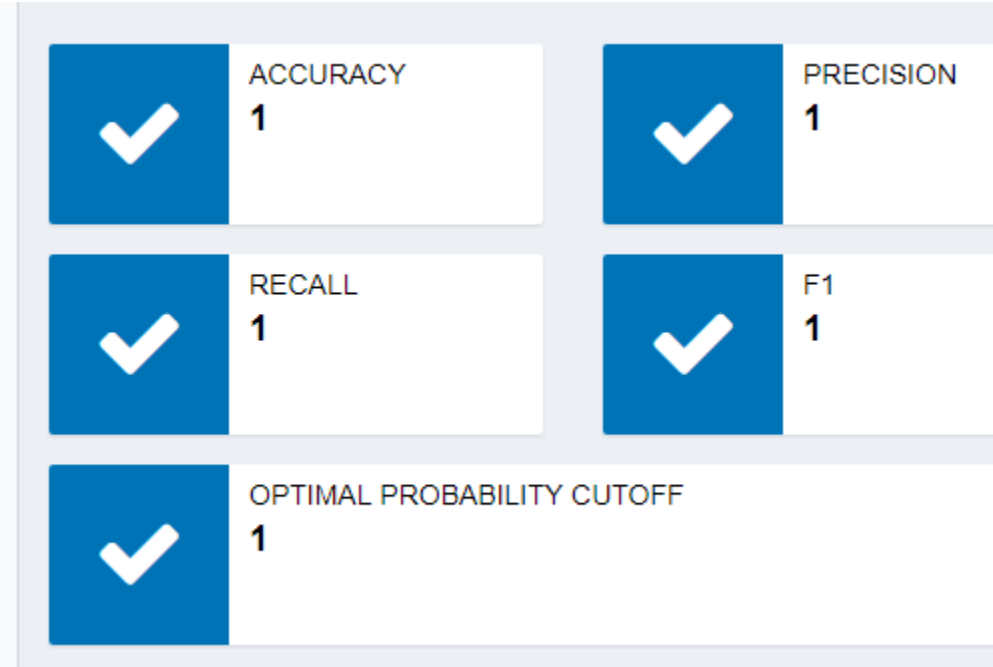 ACCURACY
1
PRECISION
1
RECALL
1
F1
1
OPTIMAL PROBABILITY CUTOFF
1